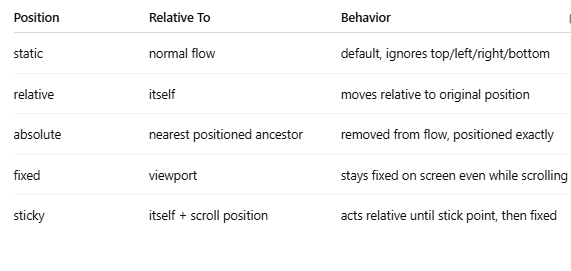 Position Relative To Behavior
static normal flow default, ignores top/left/right/bottom
relative itself moves relative to original position
absolute nearest positioned ancestor removed from flow, positioned exactly
fixed viewport stays fixed on screen even while scrolling
sticky itself + scroll position acts relative until stick point, then fixed